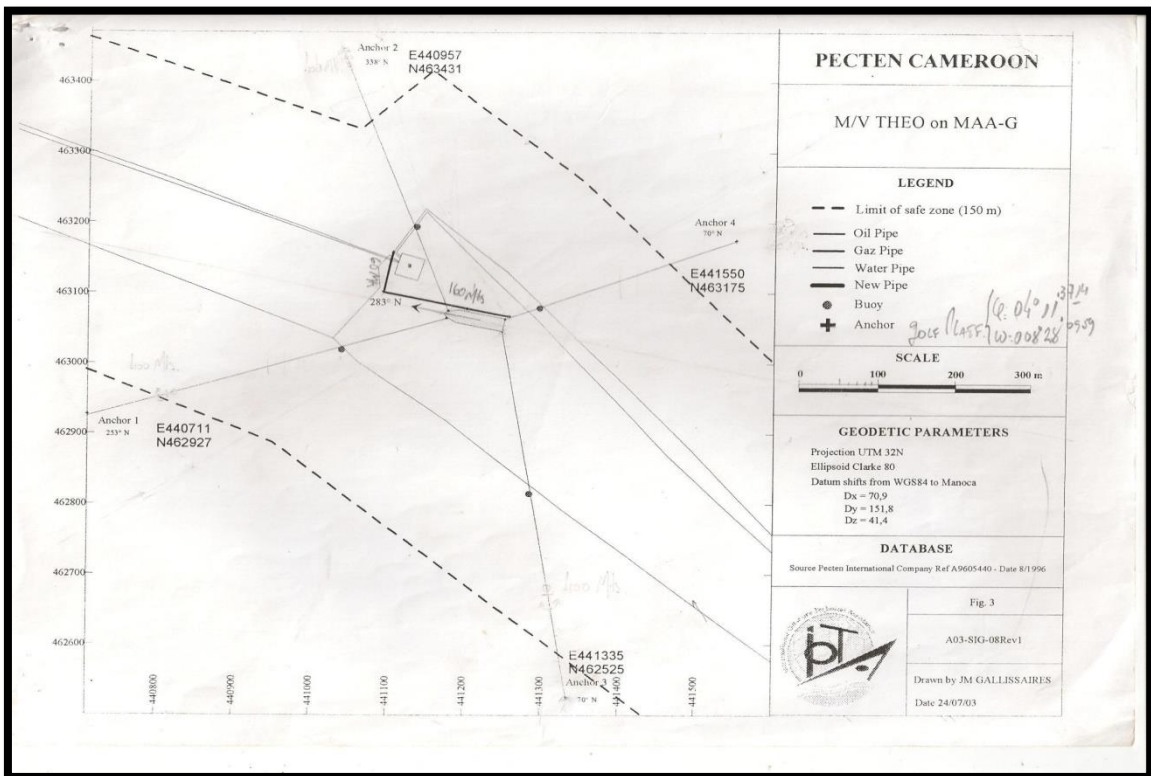 Anchor 2
338° N
E440957
N463431
463400
463300
463200
463100
463000
462900
462800
462700
462600
Anchor 4
70° N
E441550
N463175
60 Mts
160 Mts
283° N
Anchor 1
253° N
E440711
N462927
E441335
N462525
Anchor 3
70° N
440800
440900
441000
441100
441200
441300
441400
441500
PECTEN CAMEROON
M/V THEO on MAA-G
LEGEND
Limit of safe zone (150 m)
Oil Pipe
Gaz Pipe
Water Pipe
New Pipe
Buoy
Anchor
SCALE
0 100 200 300 m
GEODETIC PARAMETERS
Projection UTM 32N
Ellipsoid Clarke 80
Datum shifts from WGS84 to Manoca
Dx = 70,9
Dy = 151,8
Dz = 41,4
DATABASE
Source Pecten International Company Ref A9605440 - Date 8/1996
Fig. 3
A03-SIG-08Rev1
Drawn by JM GALLISSAIRES
Date 24/07/03